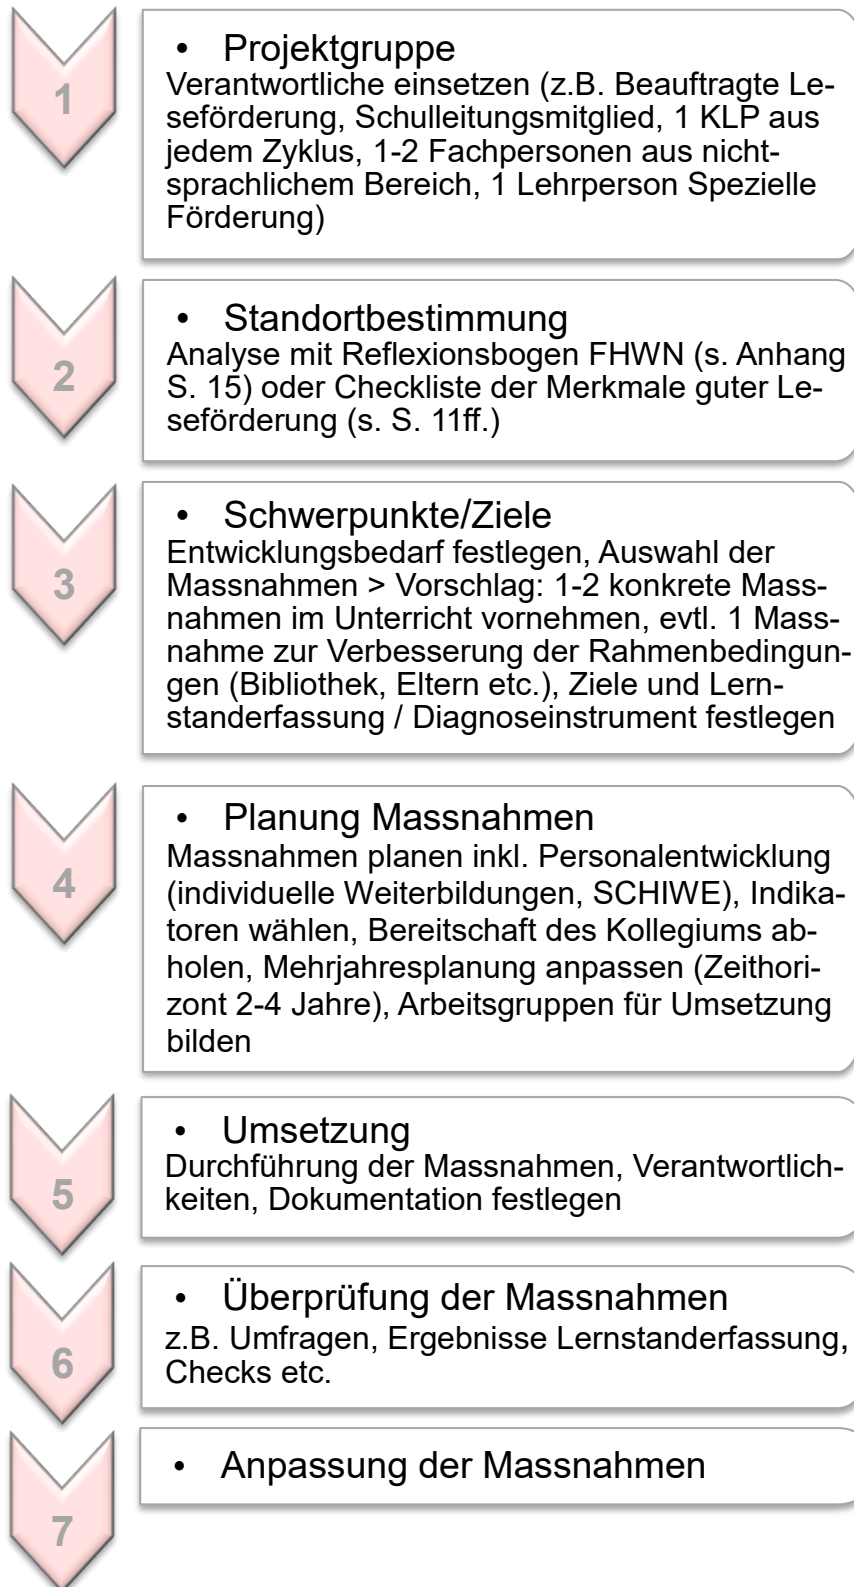 1
• Projektgruppe
Verantwortliche einsetzen (z.B. Beauftragte Le-
seförderung, Schulleitungsmitglied, 1 KLP aus
jedem Zyklus, 1-2 Fachpersonen aus nicht-
sprachlichem Bereich, 1 Lehrperson Spezielle
Förderung)
2
• Standortbestimmung
Analyse mit Reflexionsbogen FHWN (s. Anhang
S. 15) oder Checkliste der Merkmale guter Le-
seförderung (s. S. 11ff.)
3
• Schwerpunkte/Ziele
Entwicklungsbedarf festlegen, Auswahl der
Massnahmen > Vorschlag: 1-2 konkrete Mass-
nahmen im Unterricht vornehmen, evtl. 1 Mass-
nahme zur Verbesserung der Rahmenbedingun-
gen (Bibliothek, Eltern etc.), Ziele und Lern-
standerfassung / Diagnoseinstrument festlegen
4
• Planung Massnahmen
Massnahmen planen inkl. Personalentwicklung
(individuelle Weiterbildungen, SCHIWE), Indika-
toren wählen, Bereitschaft des Kollegiums ab-
holen, Mehrjahresplanung anpassen (Zeithori-
zont 2-4 Jahre), Arbeitsgruppen für Umsetzung
bilden
5
• Umsetzung
Durchführung der Massnahmen, Verantwortlich-
keiten, Dokumentation festlegen
6
• Überprüfung der Massnahmen
z.B. Umfragen, Ergebnisse Lernstanderfassung,
Checks etc.
7
• Anpassung der Massnahmen